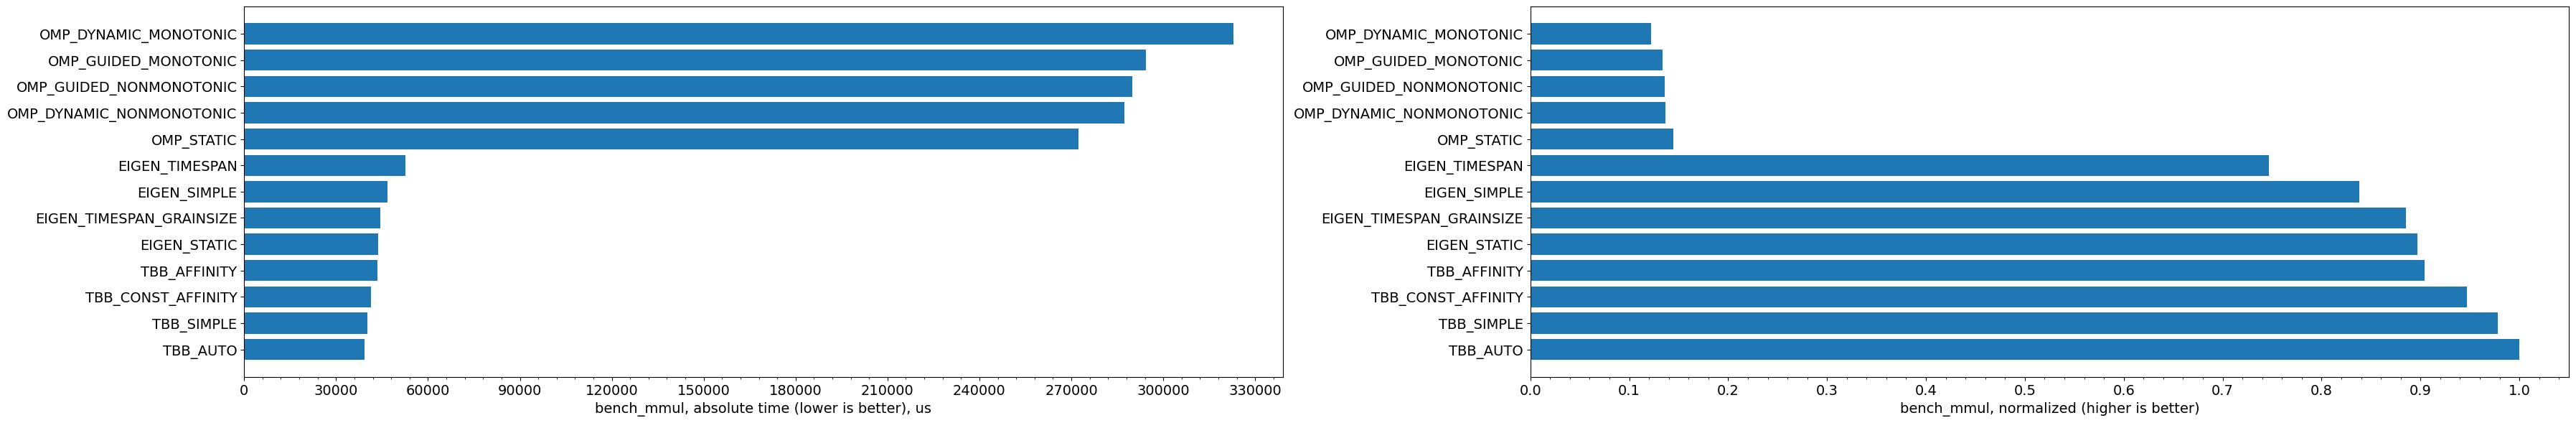 OMP_DYNAMIC_MONOTONIC
OMP_GUIDED_MONOTONIC
OMP_GUIDED_NONMONOTONIC
OMP_DYNAMIC_NONMONOTONIC
OMP_STATIC
EIGEN_TIMESPAN
EIGEN_SIMPLE
EIGEN_TIMESPAN_GRAINSIZE
EIGEN_STATIC
TBB_AFFINITY
TBB_CONST_AFFINITY
TBB_SIMPLE
TBB_AUTO
0 30000 60000 90000 120000 150000 180000 210000 240000 270000 300000 330000
bench_mmul, absolute time (lower is better), us
OMP_DYNAMIC_MONOTONIC
OMP_GUIDED_MONOTONIC
OMP_GUIDED_NONMONOTONIC
OMP_DYNAMIC_NONMONOTONIC
OMP_STATIC
EIGEN_TIMESPAN
EIGEN_SIMPLE
EIGEN_TIMESPAN_GRAINSIZE
EIGEN_STATIC
TBB_AFFINITY
TBB_CONST_AFFINITY
TBB_SIMPLE
TBB_AUTO
0.0 0.1 0.2 0.3 0.4 0.5 0.6 0.7 0.8 0.9 1.0
bench_mmul, normalized (higher is better)